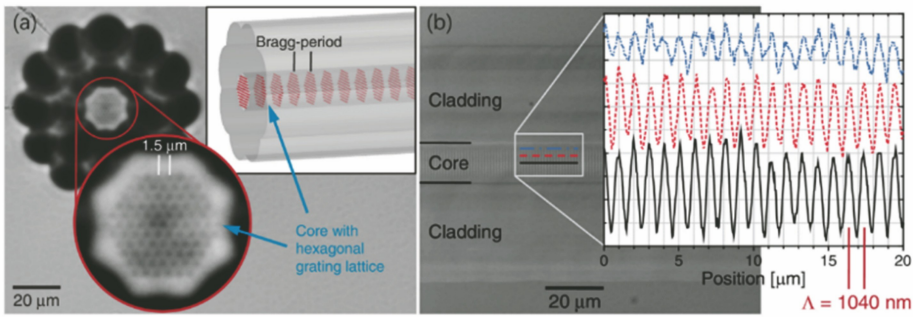 (a)
Bragg-period
1.5 μm
Core with
hexagonal
grating lattice
20 μm
(b)
Cladding
Core
Cladding
20 μm
0 5 10 15 20
Position [μm]
Λ = 1040 nm